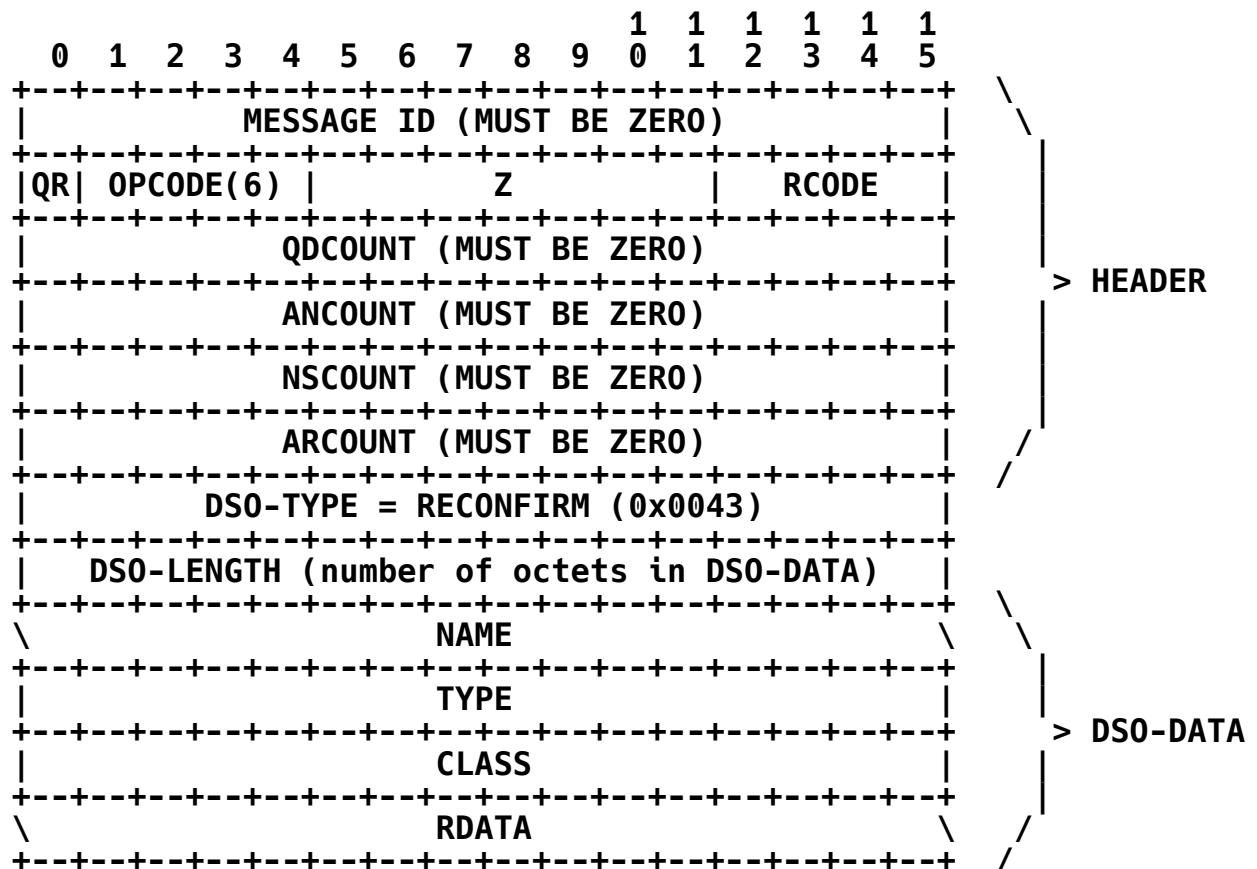 1  1  1  1  1  1
  0  1  2  3  4  5  6  7  8  9  0  1  2  3  4  5
+--+--+--+--+--+--+--+--+--+--+--+--+--+--+--+--+  \
|           MESSAGE ID (MUST BE ZERO)           |   \
+--+--+--+--+--+--+--+--+--+--+--+--+--+--+--+--+    |
|QR| OPCODE(6) |         Z          |   RCODE   |    |
+--+--+--+--+--+--+--+--+--+--+--+--+--+--+--+--+    |
|             QDCOUNT (MUST BE ZERO)            |    |
+--+--+--+--+--+--+--+--+--+--+--+--+--+--+--+--+     > HEADER
|             ANCOUNT (MUST BE ZERO)            |    |
+--+--+--+--+--+--+--+--+--+--+--+--+--+--+--+--+    |
|             NSCOUNT (MUST BE ZERO)            |    |
+--+--+--+--+--+--+--+--+--+--+--+--+--+--+--+--+    |
|             ARCOUNT (MUST BE ZERO)            |   /
+--+--+--+--+--+--+--+--+--+--+--+--+--+--+--+--+  /
|         DSO-TYPE = RECONFIRM (0x0043)         |
+--+--+--+--+--+--+--+--+--+--+--+--+--+--+--+--+
|   DSO-LENGTH (number of octets in DSO-DATA)   |
+--+--+--+--+--+--+--+--+--+--+--+--+--+--+--+--+  \
\                     NAME                      \   \
+--+--+--+--+--+--+--+--+--+--+--+--+--+--+--+--+    |
|                     TYPE                      |    |
+--+--+--+--+--+--+--+--+--+--+--+--+--+--+--+--+     > DSO-DATA
|                     CLASS                     |    |
+--+--+--+--+--+--+--+--+--+--+--+--+--+--+--+--+    |
\                     RDATA                     \   /
+--+--+--+--+--+--+--+--+--+--+--+--+--+--+--+--+  /